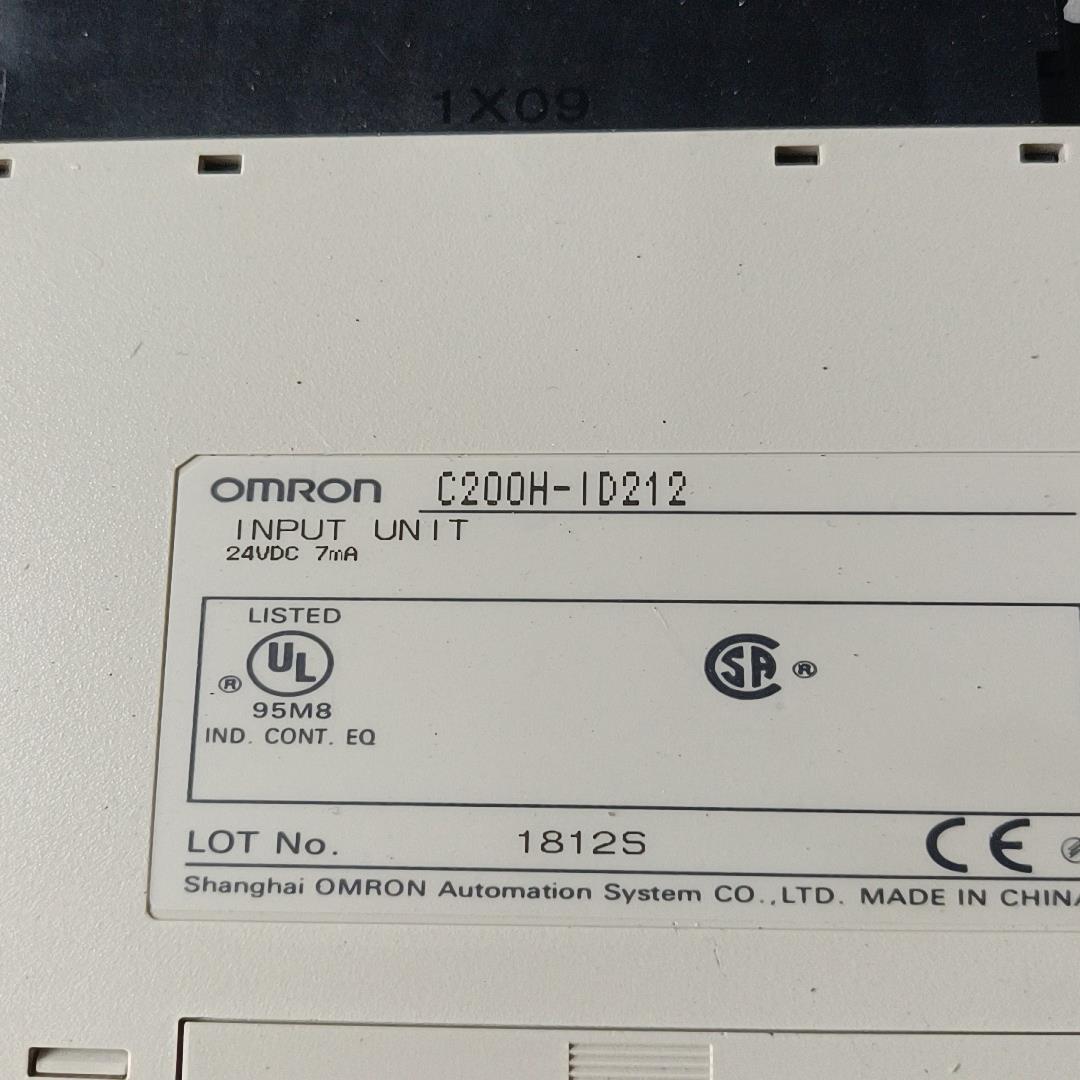 1X09
OMRON C200H-ID212
INPUT UNIT
24VDC 7mA
LISTED
UL
®
95M8
IND. CONT. EQ
SA ®
LOT No. 1812S CE
Shanghai OMRON Automation System CO.,LTD. MADE IN CHINA